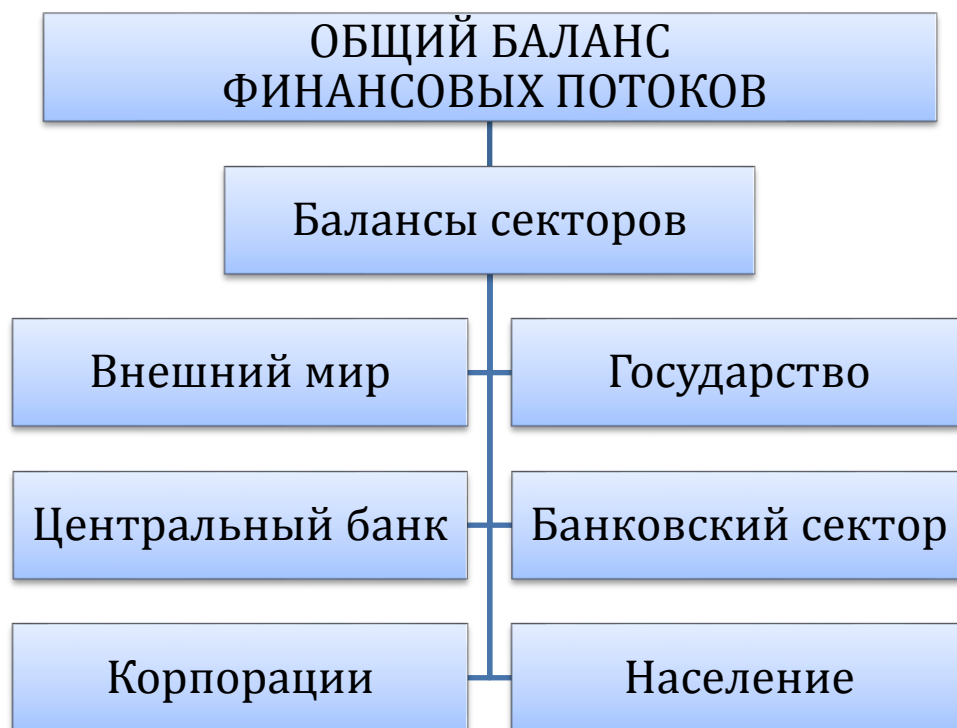 ОБЩИЙ БАЛАНС
ФИНАНСОВЫХ ПОТОКОВ
Балансы секторов
Внешний мир
Государство
Центральный банк
Банковский сектор
Корпорации
Население